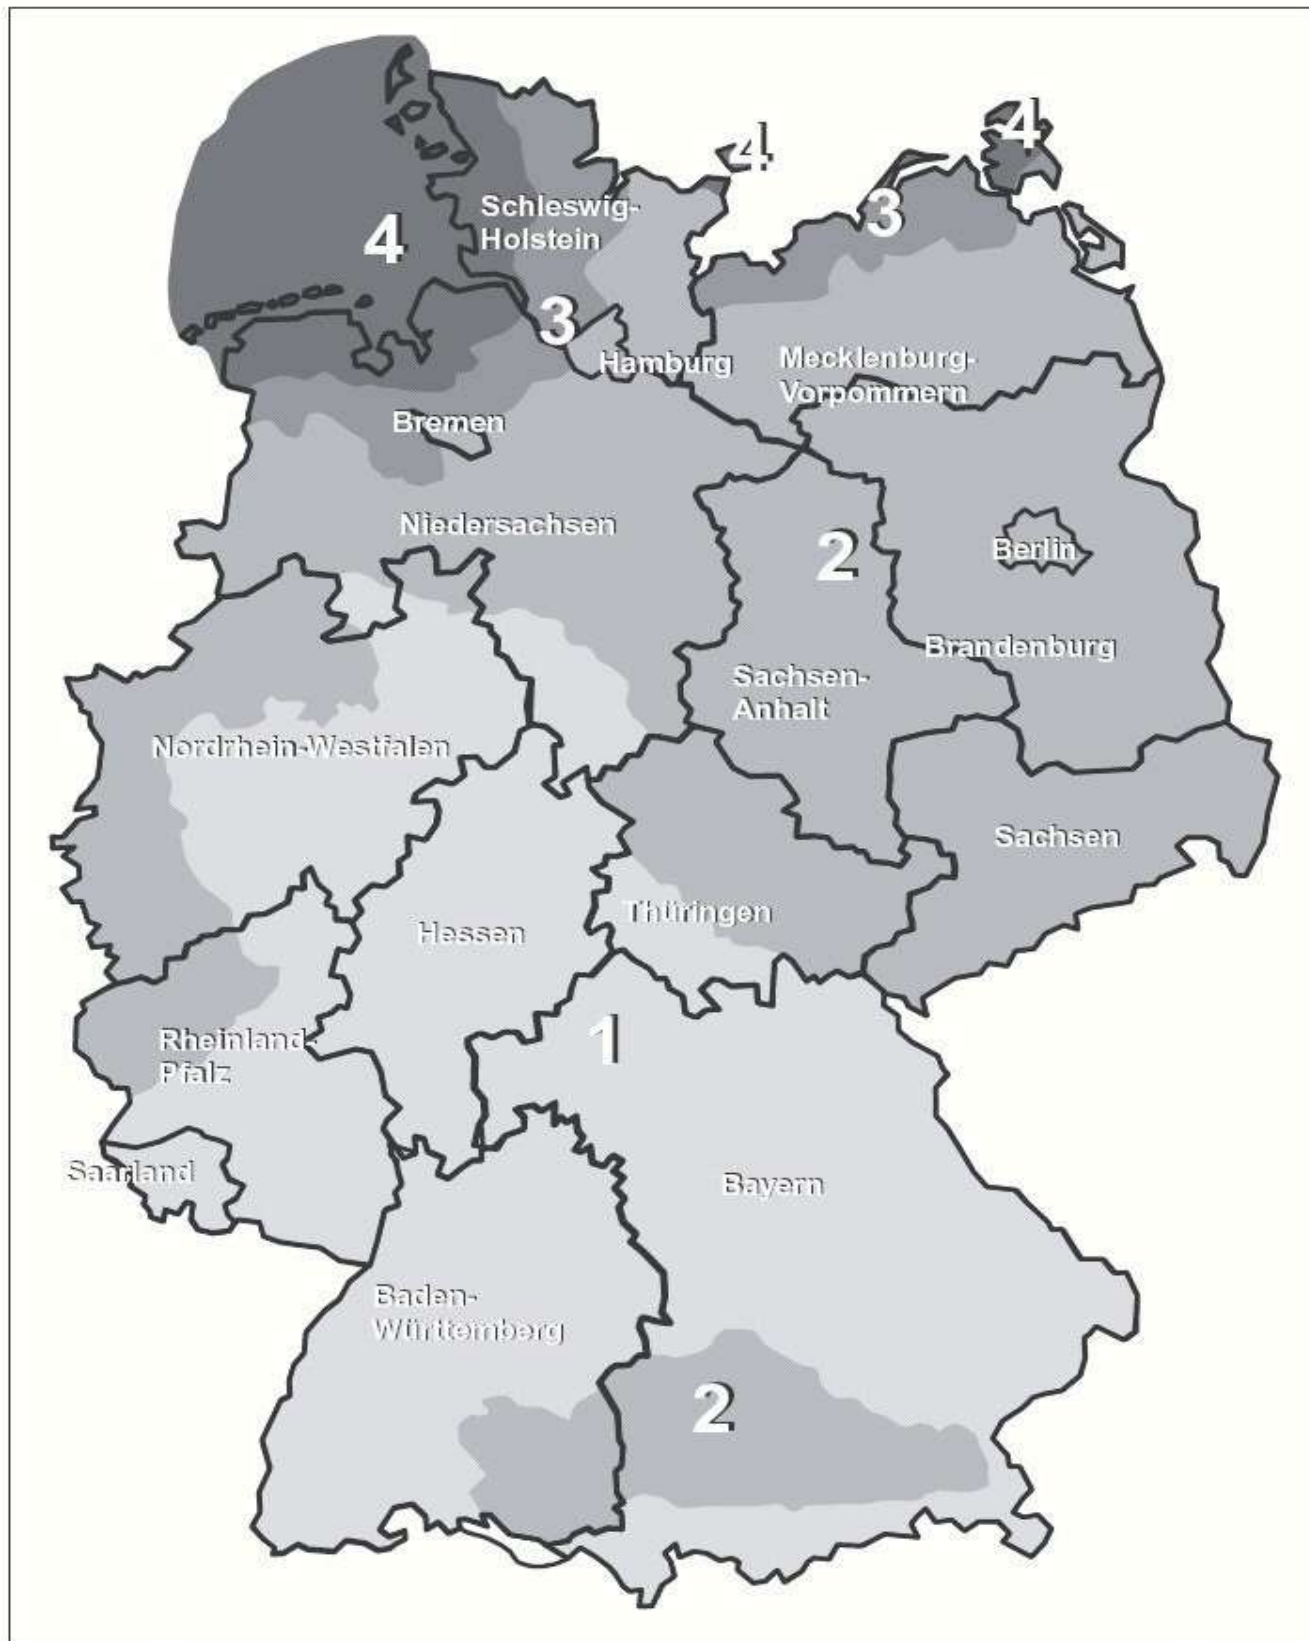 4
4
4
3
Schleswig-
Holstein
3
Hamburg
Mecklenburg-
Vorpommern
Bremen
Niedersachsen
2
Berlin
Brandenburg
Sachsen-
Anhalt
Nordrhein-Westfalen
Sachsen
Thüringen
Hessen
1
Rheinland-
Pfalz
Saarland
Bayern
Baden-
Württemberg
2